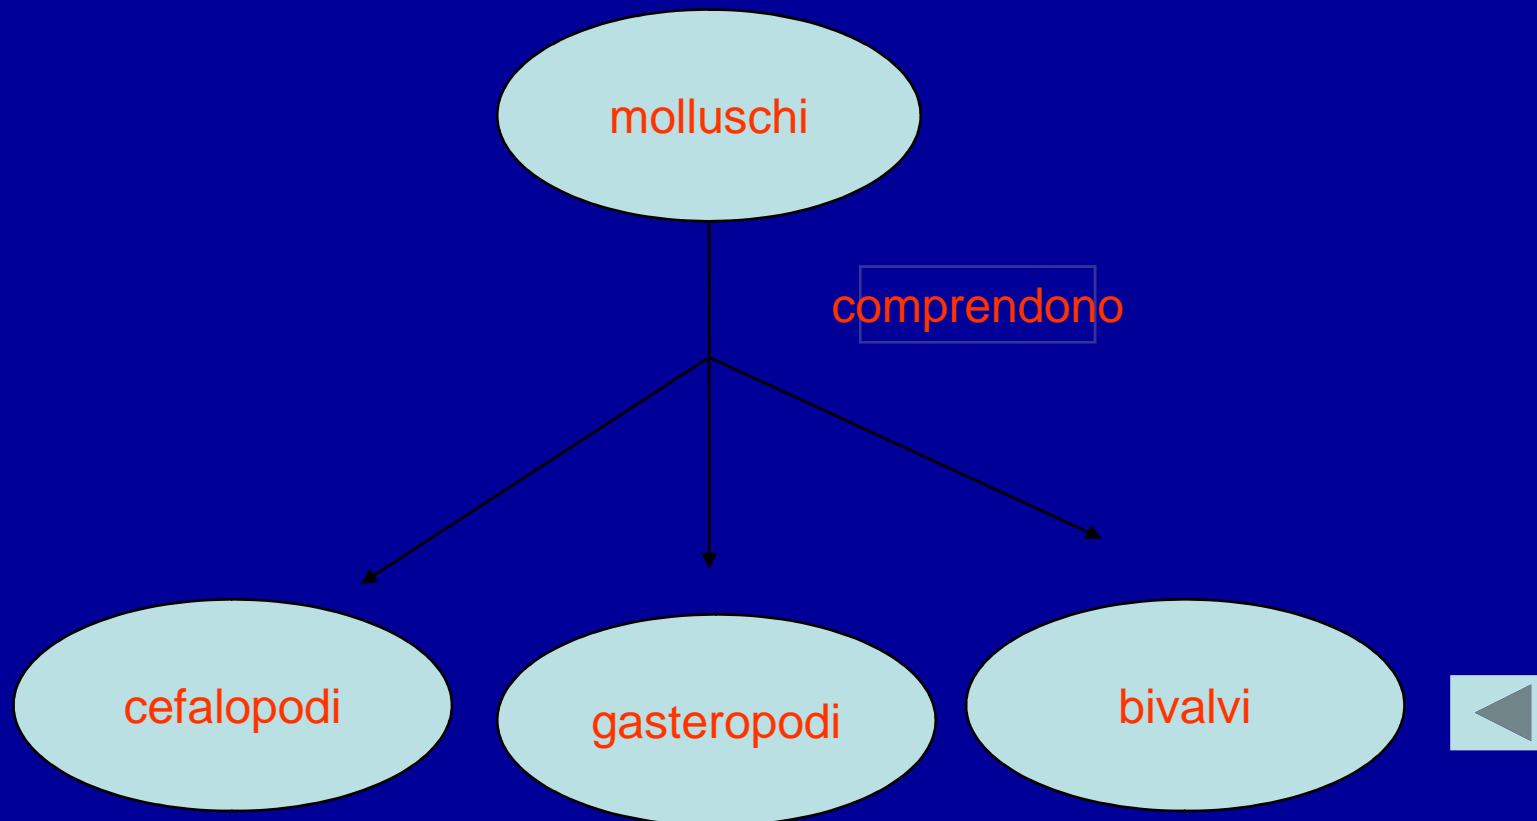 molluschi
comprendono
cefalopodi
gasteropodi
bivalvi